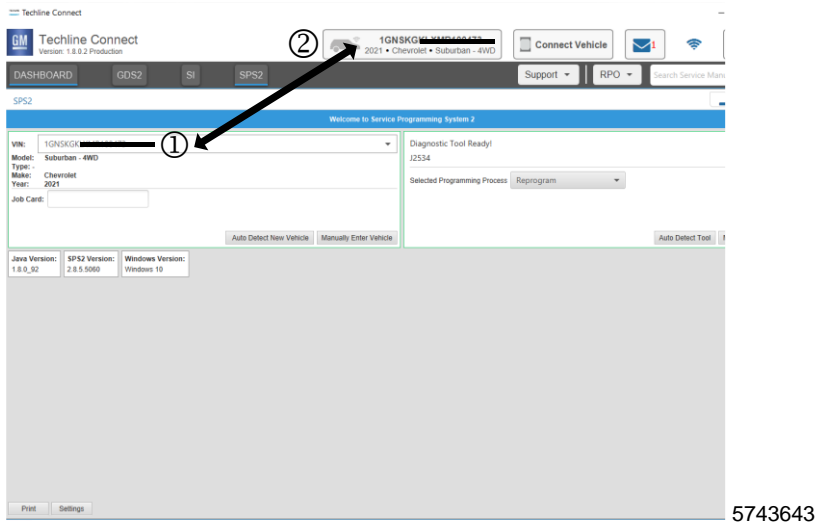 Techline Connect
GM
Techline Connect
Version: 1.8.0.2 Production
②
2021 • Chevrolet • Suburban - 4WD
Connect Vehicle
1
DASHBOARD GDS2 SI SPS2
Support RPO Search Service Manu
SPS2
Welcome to Service Programming System 2
VIN: 1GNSKGK
①
Model: Suburban - 4WD
Type: -
Make: Chevrolet
Year: 2021
Job Card:
Auto Detect New Vehicle Manually Enter Vehicle
Diagnostic Tool Ready!
J2534
Selected Programming Process Reprogram
Auto Detect Tool
Java Version: SPS2 Version: Windows Version:
1.8.0_92 2.8.5.5060 Windows 10
Print Settings
5743643